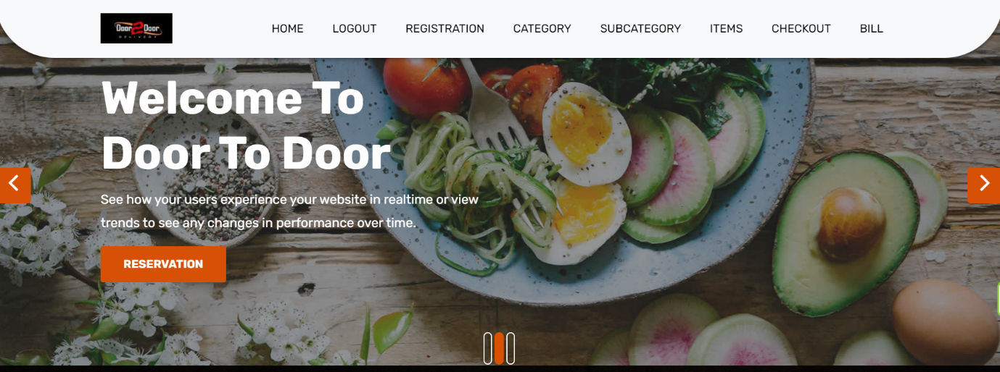 Door2Door
DELIVERY
HOME LOGOUT REGISTRATION CATEGORY SUBCATEGORY ITEMS CHECKOUT BILL
Welcome To
Door To Door
See how your users experience your website in realtime or view
trends to see any changes in performance over time.
RESERVATION